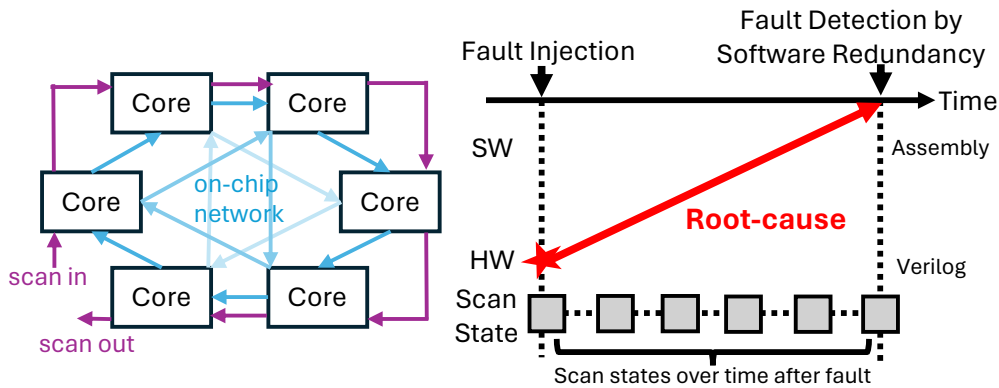 Core
Core
Core
Core
Core
Core
on-chip
network
scan in
scan out
Fault Injection
Fault Detection by
Software Redundancy
Time
SW
Assembly
Root-cause
HW
Verilog
Scan
State
Scan states over time after fault